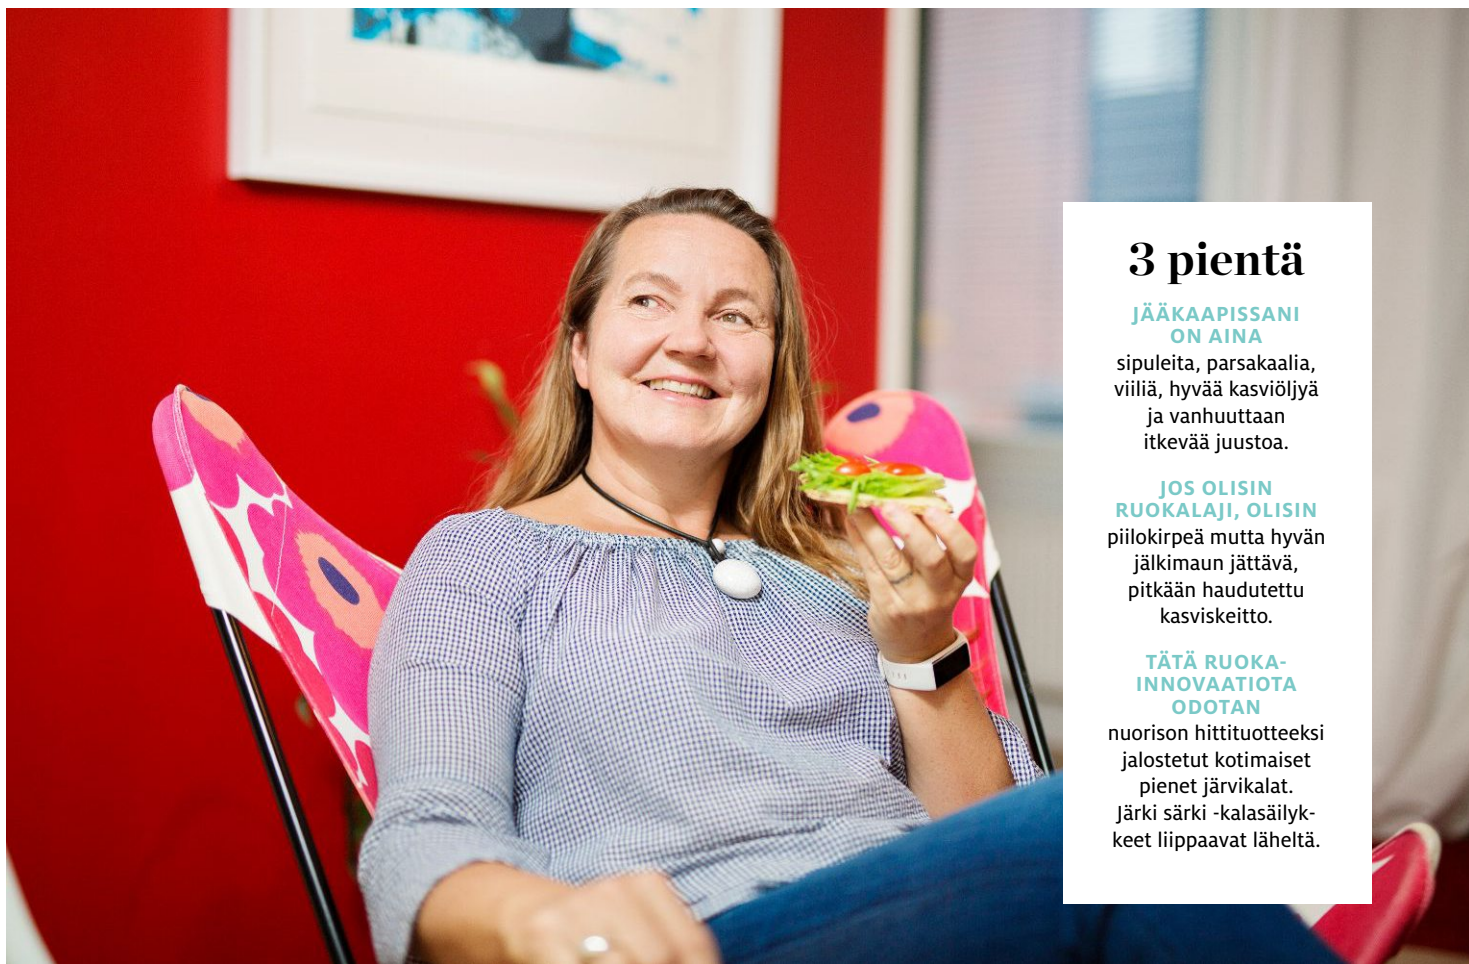 3 pientä
JÄÄKAAPISSANI
ON AINA
sipuleita, parsakaalia,
viiliä, hyvää kasviöljyä
ja vanhuuttaan
itkevää juustoa.
JOS OLISIN
RUOKALAJI, OLISIN
piilokirpeä mutta hyvän
jälkimaun jättävä,
pitkään haudutettu
kasviskeitto.
TÄTÄ RUOKA-
INNOVAATIOTA
ODOTAN
nuorison hittituotteeksi
jalostetut kotimaiset
pienet järvikalat.
Järki särki -kalasäilyk-
keet liippaavat läheltä.